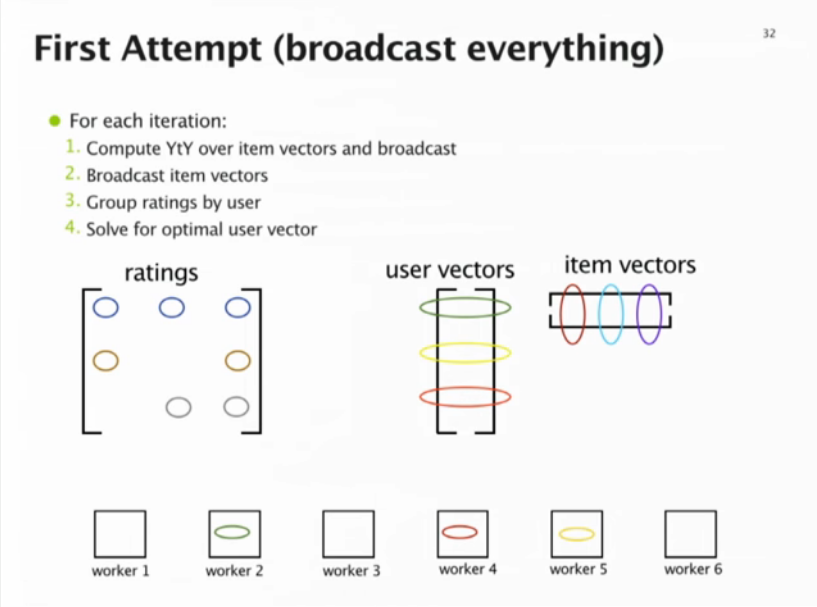 32
First Attempt (broadcast everything)
For each iteration:
1. Compute YtY over item vectors and broadcast
2. Broadcast item vectors
3. Group ratings by user
4. Solve for optimal user vector
ratings
user vectors
item vectors
worker 1
worker 2
worker 3
worker 4
worker 5
worker 6